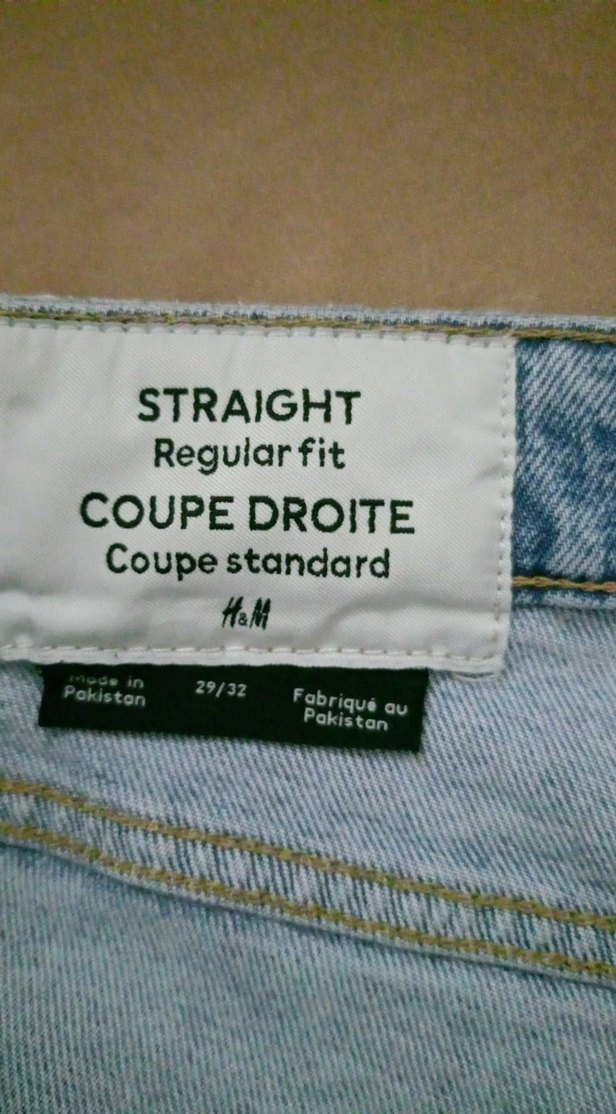 STRAIGHT
Regular fit
COUPE DROITE
Coupe standard
H&M
Made in
Pakistan
29/32
Fabriqué au
Pakistan